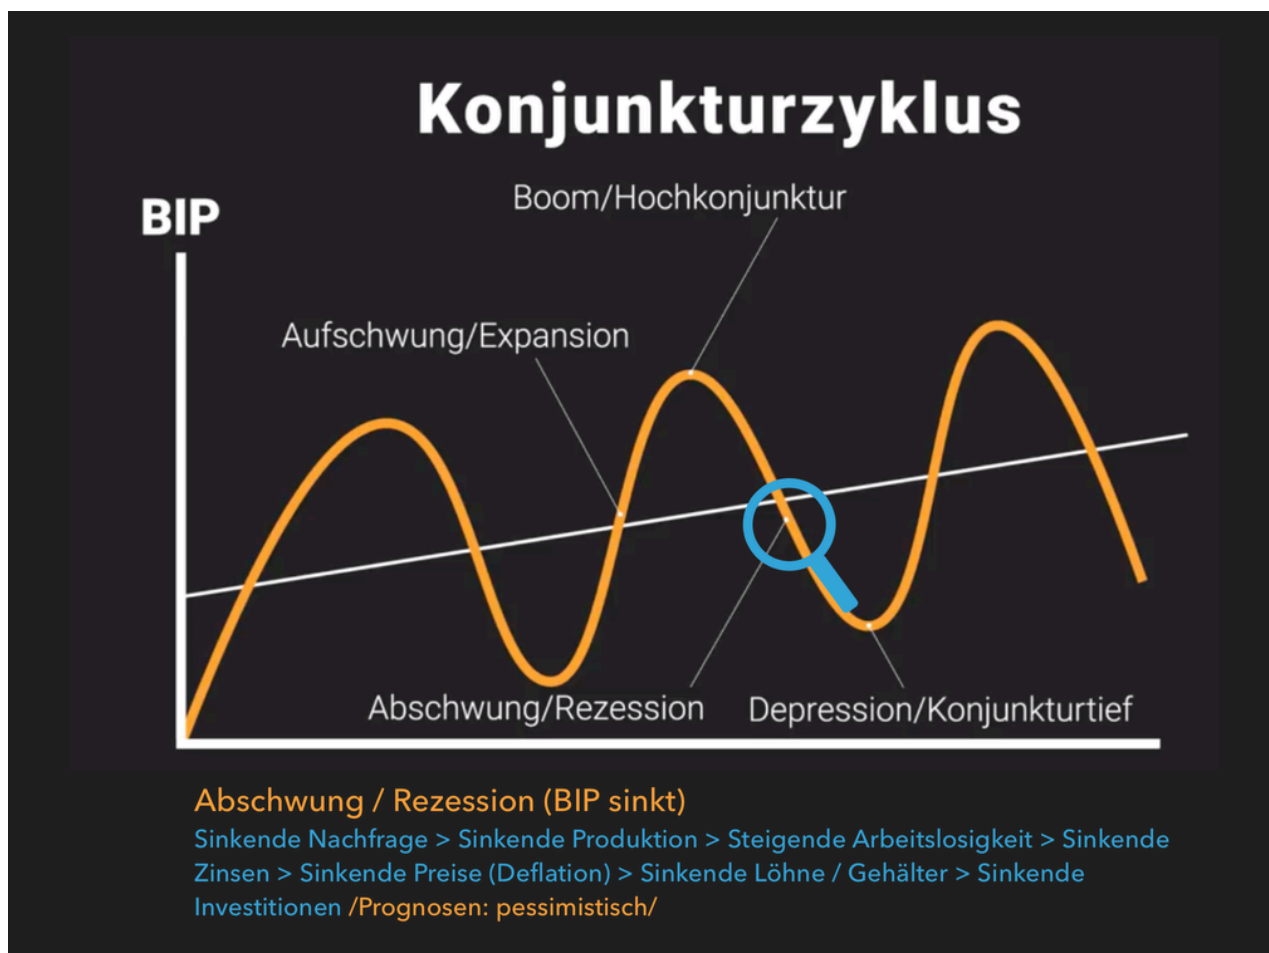 Konjunkturzyklus
BIP
Boom/Hochkonjunktur
Aufschwung/Expansion
Abschwung/Rezession
Depression/Konjunkturtief
Abschwung / Rezession (BIP sinkt)
Sinkende Nachfrage > Sinkende Produktion > Steigende Arbeitslosigkeit > Sinkende
Zinsen > Sinkende Preise (Deflation) > Sinkende Löhne / Gehälter > Sinkende
Investitionen /Prognosen: pessimistisch/